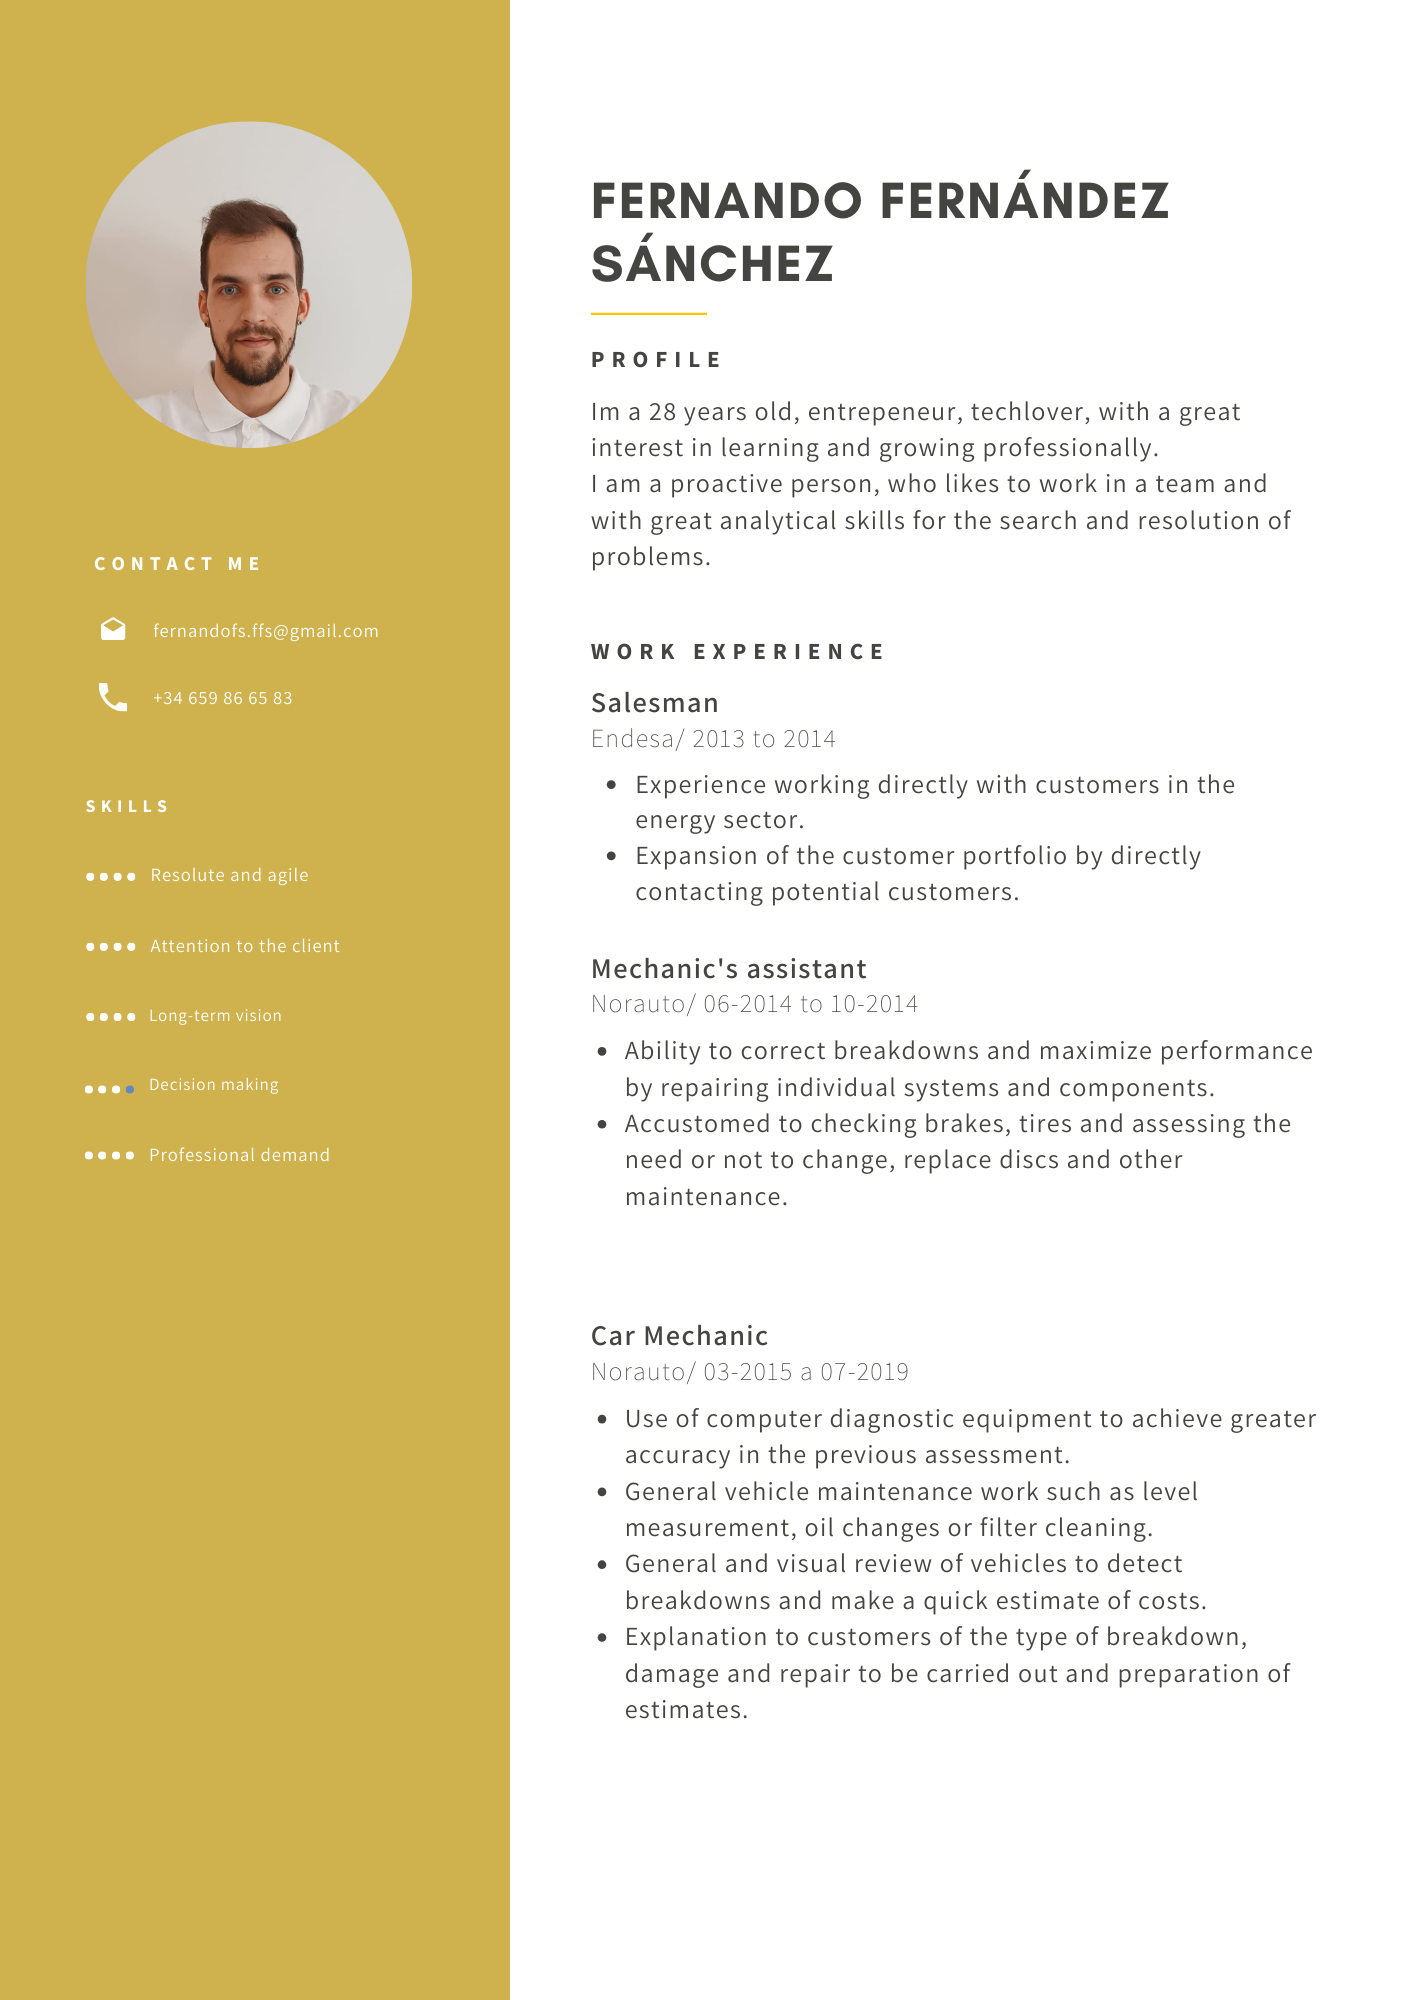 FERNANDO FERNÁNDEZ
SÁNCHEZ
PROFILE
Im a 28 years old, entrepeneur, techlover, with a great
interest in learning and growing professionally.
I am a proactive person, who likes to work in a team and
with great analytical skills for the search and resolution of
problems.
CONTACT ME
fernandofs.ffs@gmail.com
+34 659 86 65 83
SKILLS
Resolute and agile
Attention to the client
Long-term vision
Decision making
Professional demand
WORK EXPERIENCE
Salesman
Endesa/ 2013 to 2014
• Experience working directly with customers in the
energy sector.
• Expansion of the customer portfolio by directly
contacting potential customers.
Mechanic's assistant
Norauto/ 06-2014 to 10-2014
• Ability to correct breakdowns and maximize performance
by repairing individual systems and components.
• Accustomed to checking brakes, tires and assessing the
need or not to change, replace discs and other
maintenance.
Car Mechanic
Norauto/ 03-2015 a 07-2019
• Use of computer diagnostic equipment to achieve greater
accuracy in the previous assessment.
• General vehicle maintenance work such as level
measurement, oil changes or filter cleaning.
• General and visual review of vehicles to detect
breakdowns and make a quick estimate of costs.
• Explanation to customers of the type of breakdown,
damage and repair to be carried out and preparation of
estimates.